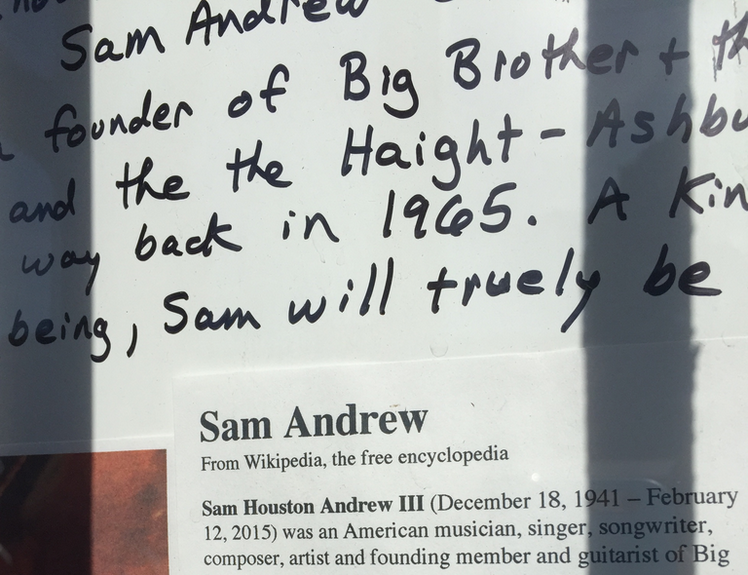 Sam Andrew
founder of Big Brother + th
and the the Haight - Ashbu
way back in 1965. A Kin
being, Sam will truely be
Sam Andrew
From Wikipedia, the free encyclopedia
Sam Houston Andrew III (December 18, 1941 – February
12, 2015) was an American musician, singer, songwriter,
composer, artist and founding member and guitarist of Big